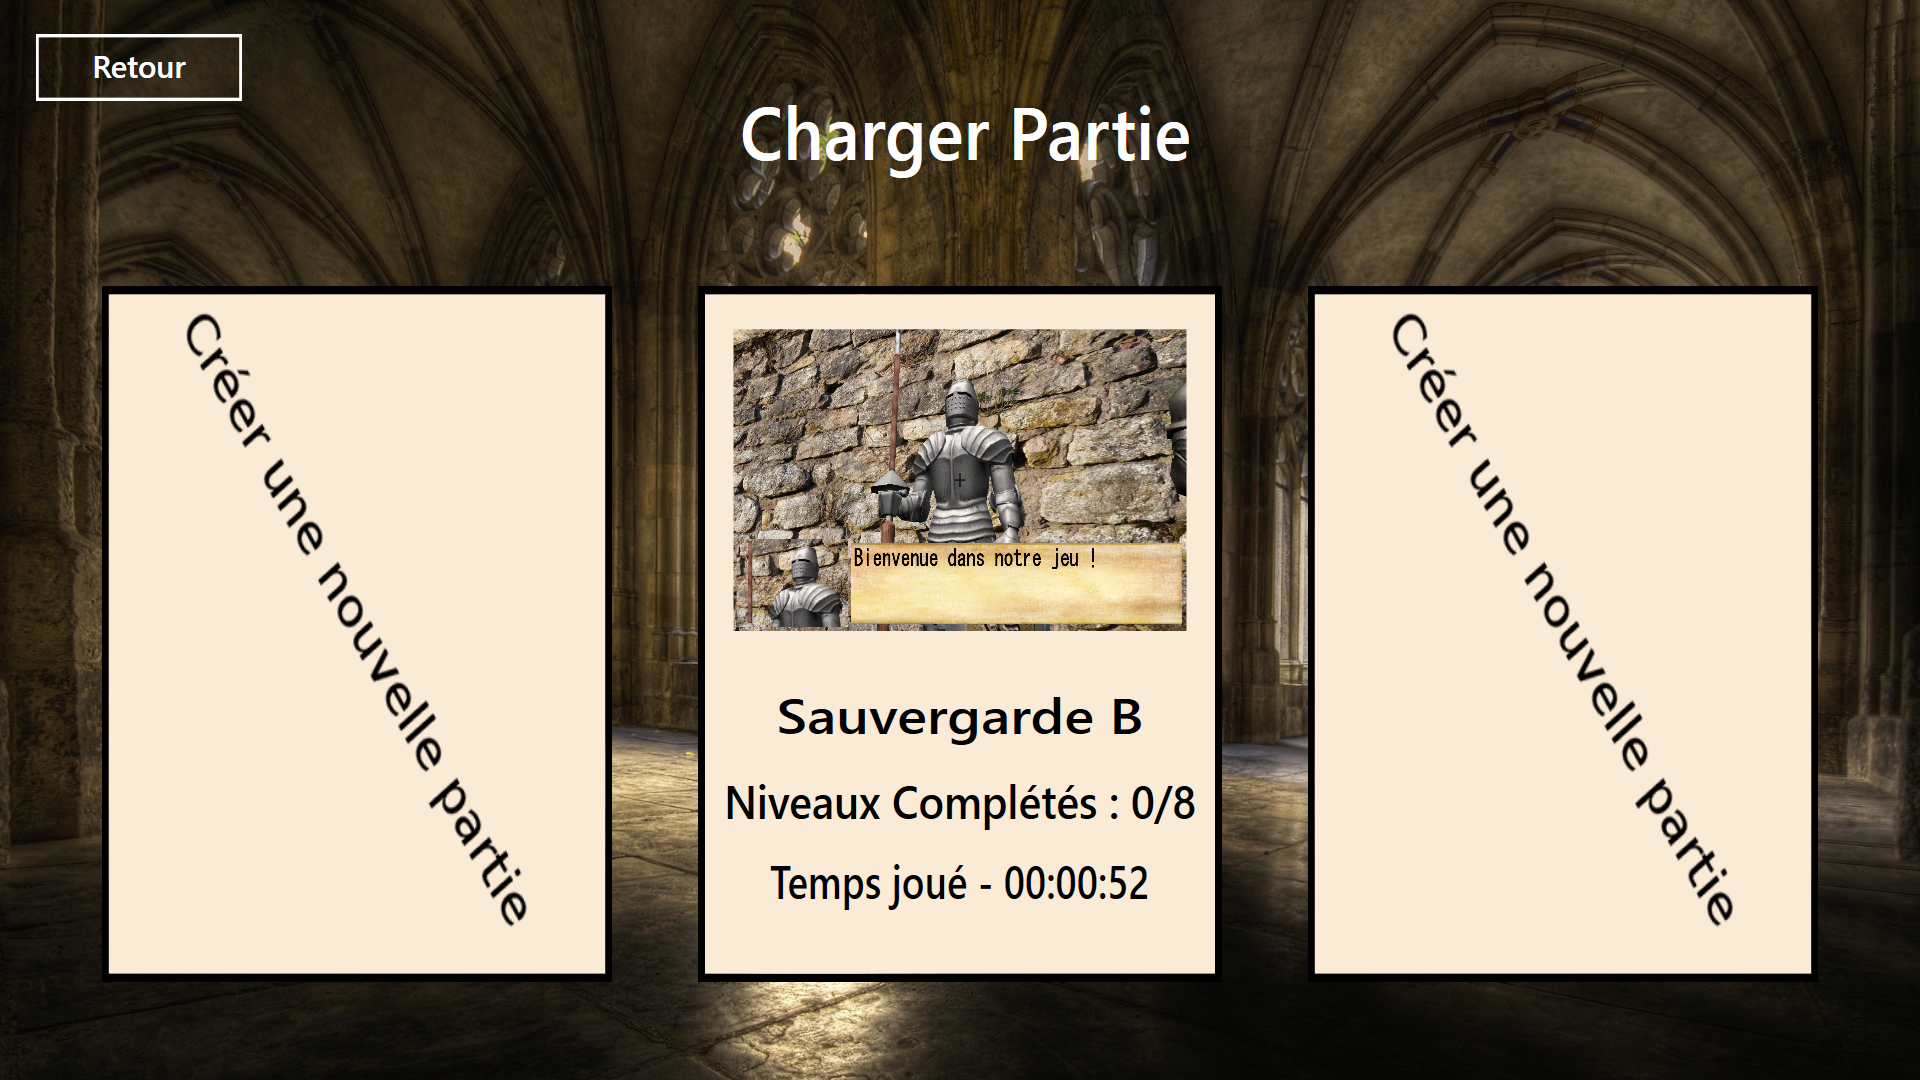 Retour
Charger Partie
Créer une nouvelle partie
Bienvenue dans notre jeu !
Sauvergarde B
Niveaux Complétés : 0/8
Temps joué - 00:00:52
Créer une nouvelle partie